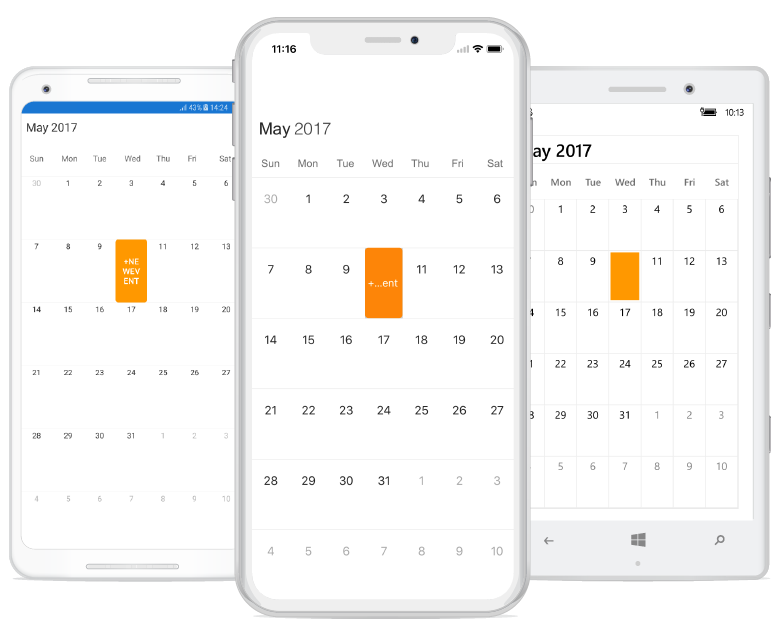 43% 14:24
May 2017
Sun Mon Tue Wed Thu Fri Sat
30 1 2 3 4 5 6
7 8 9 11 12 13
+NE
WEV
ENT
14 15 16 17 18 19 20
21 22 23 24 25 26 27
28 29 30 31 1 2 3
4 5 6 7 8 9 10
11:16
May 2017
Sun Mon Tue Wed Thu Fri Sat
30 1 2 3 4 5 6
7 8 9 +...ent 11 12 13
14 15 16 17 18 19 20
21 22 23 24 25 26 27
28 29 30 31 1 2 3
4 5 6 7 8 9 10
10:13
ay 2017
n Mon Tue Wed Thu Fri Sat
1 2 3 4 5 6
8 9 11 12 13
15 16 17 18 19 20
22 23 24 25 26 27
29 30 31 1 2 3
5 6 7 8 9 10